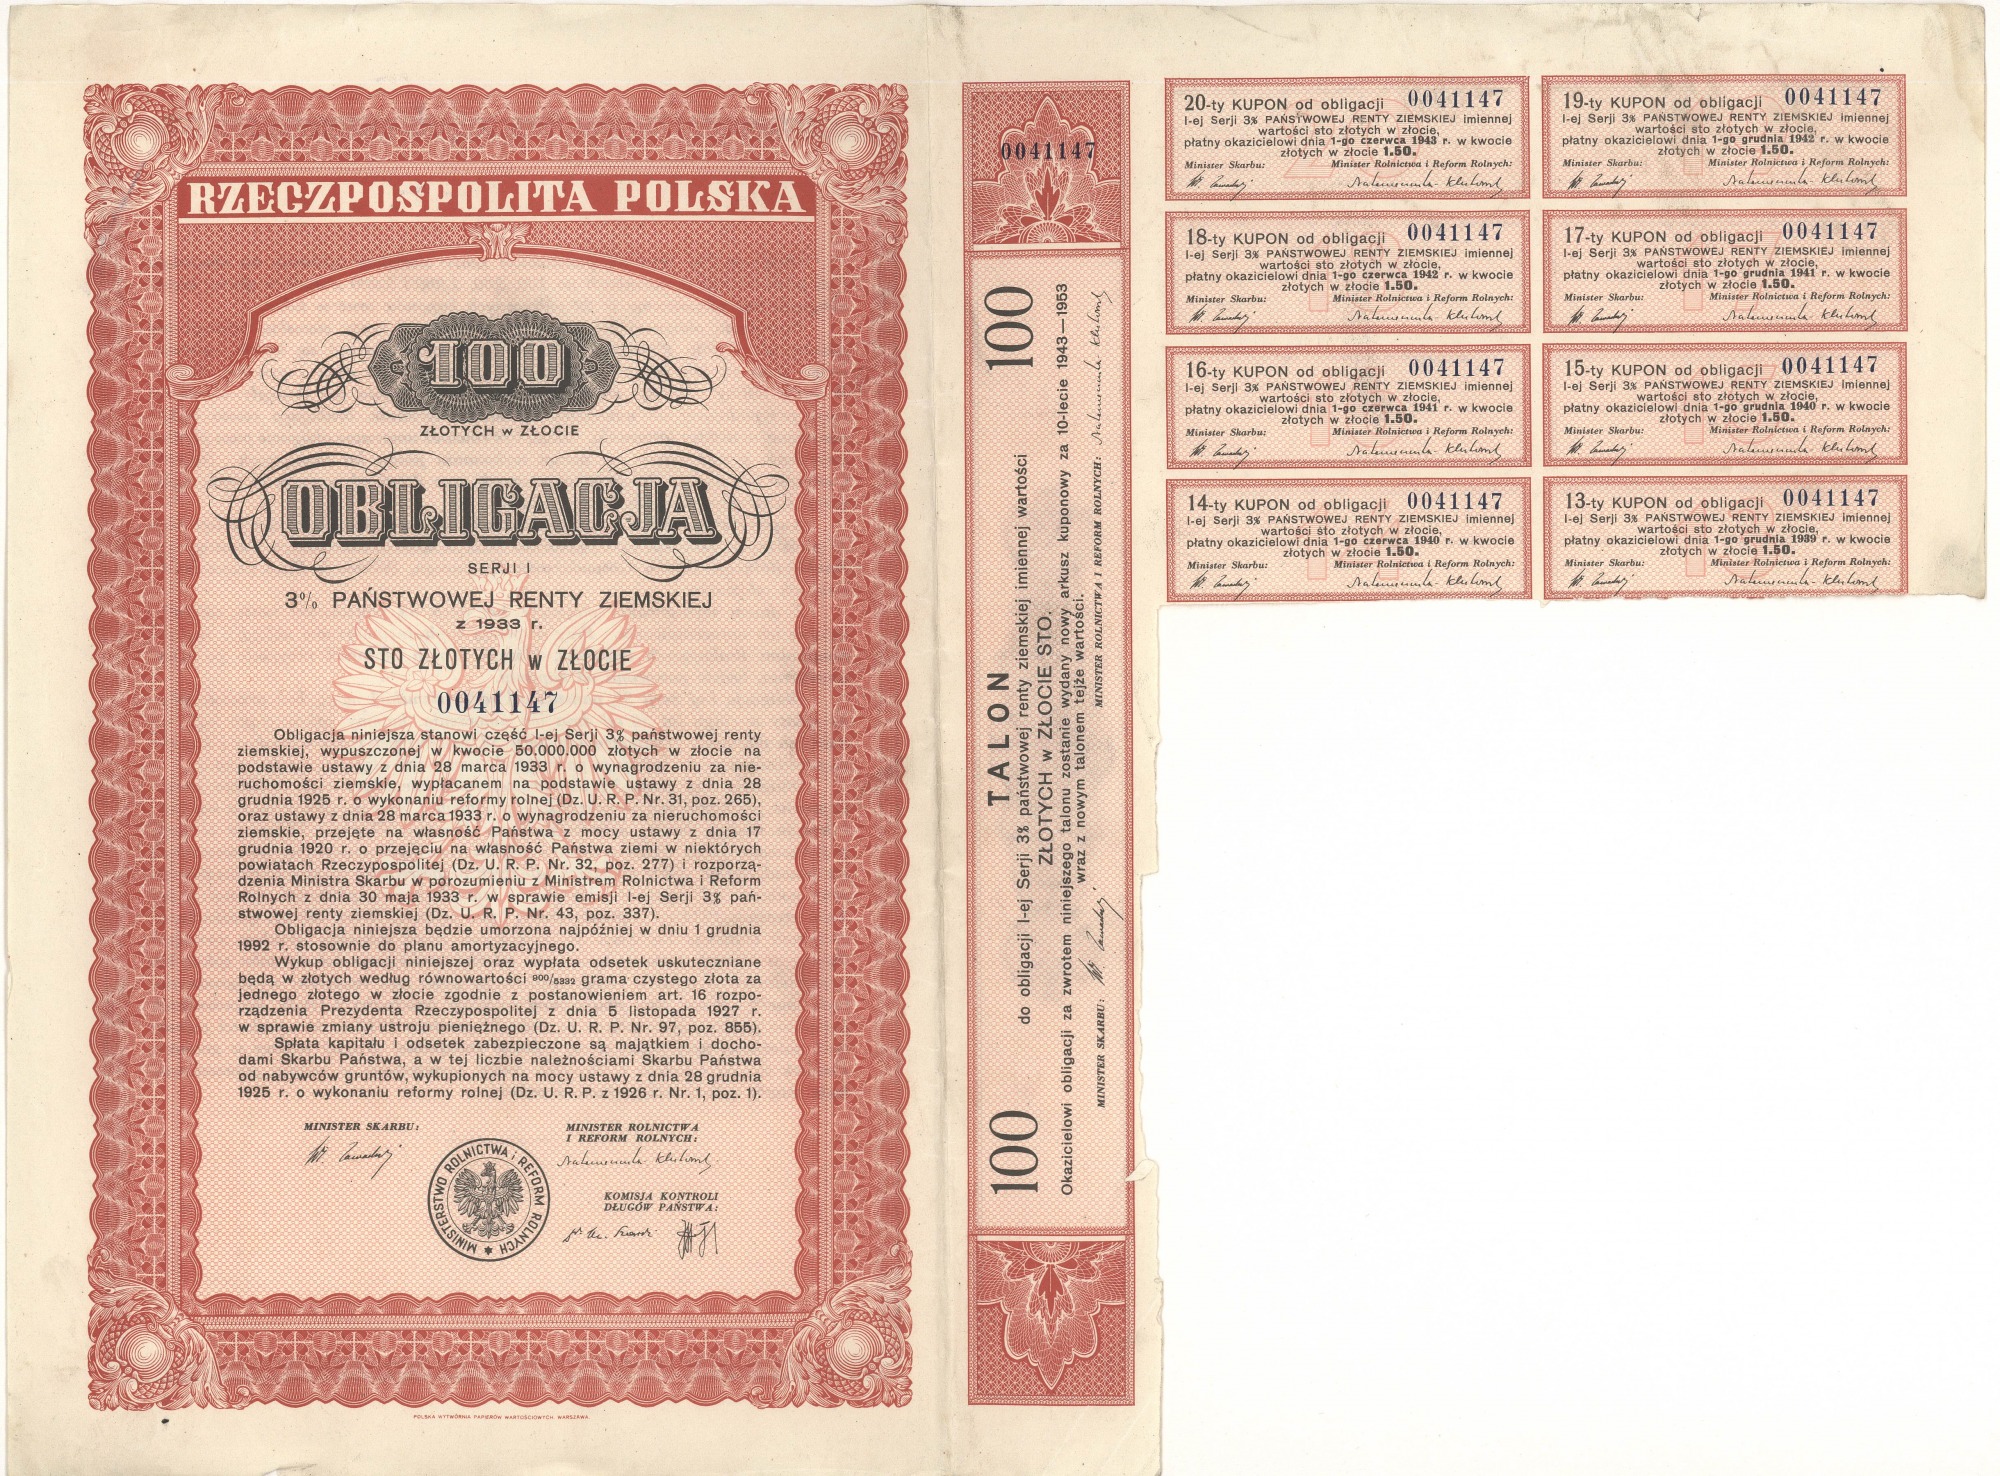 RZECZPOSPOLITA POLSKA
100
ZŁOTYCH w ZŁOCIE
OBLIGACJA
SERJI I
3% PAŃSTWOWEJ RENTY ZIEMSKIEJ
z 1933 r.
STO ZŁOTYCH w ZŁOCIE
0041147
Obligacja niniejsza stanowi część I-ej Serji 3% państwowej renty
ziemskiej, wypuszczonej w kwocie 50.000.000 złotych w złocie na
podstawie ustawy z dnia 28 marca 1933 r. o wynagrodzeniu za nie-
ruchomości ziemskie, wypłacanem na podstawie ustawy z dnia 28
grudnia 1925 r. o wykonaniu reformy rolnej (Dz. U. R. P. Nr. 31, poz. 265),
oraz ustawy z dnia 28 marca 1933 r. o wynagrodzeniu za nieruchomości
ziemskie, przejęte na własność Państwa z mocy ustawy z dnia 17
grudnia 1920 r. o przejęciu na własność Państwa ziemi w niektórych
powiatach Rzeczypospolitej (Dz. U. R. P. Nr. 32, poz. 277) i rozporzą-
dzenia Ministra Skarbu w porozumieniu z Ministrem Rolnictwa i Reform
Rolnych z dnia 30 maja 1933 r. w sprawie emisji I-ej Serji 3% pań-
stwowej renty ziemskiej (Dz. U. R. P. Nr. 43, poz. 337).
Obligacja niniejsza będzie umorzona najpóźniej w dniu 1 grudnia
1992 r. stosownie do planu amortyzacyjnego.
Wykup obligacji niniejszej oraz wypłata odsetek uskuteczniane
będą w złotych według równowartości 900/5332 grama czystego złota za
jednego złotego w złocie zgodnie z postanowieniem art. 16 rozpo-
rządzenia Prezydenta Rzeczypospolitej z dnia 5 listopada 1927 r.
w sprawie zmiany ustroju pieniężnego (Dz. U. R. P. Nr. 97, poz. 855).
Spłata kapitału i odsetek zabezpieczone są majątkiem i docho-
dami Skarbu Państwa, a w tej liczbie należnościami Skarbu Państwa
od nabywców gruntów, wykupionych na mocy ustawy z dnia 28 grudnia
1925 r. o wykonaniu reformy rolnej (Dz. U. R. P. z 1926 r. Nr. 1, poz. 1).
MINISTER SKARBU:
MINISTER ROLNICTWA
I REFORM ROLNYCH:
MINISTERSTWO ROLNICTWA i REFORM ROLNYCH
KOMISJA KONTROLI
DŁUGÓW PAŃSTWA:
POLSKA WYTWÓRNIA PAPIERÓW WARTOŚCIOWYCH. WARSZAWA.
0041147
100 TALON 100
do obligacji I-ej Serji 3% państwowej renty ziemskiej imiennej wartości
ZŁOTYCH w ZŁOCIE STO.
Okazicielowi obligacji za zwrotem niniejszego talonu zostanie wydany nowy arkusz kuponowy za 10-lecie 1943—1953
wraz z nowym talonem tejże wartości.
MINISTER SKARBU: MINISTER ROLNICTWA I REFORM ROLNYCH:
20-ty KUPON od obligacji 0041147
I-ej Serji 3% PAŃSTWOWEJ RENTY ZIEMSKIEJ imiennej
wartości sto złotych w złocie,
płatny okazicielowi dnia 1-go czerwca 1943 r. w kwocie
złotych w złocie 1.50.
Minister Skarbu: Minister Rolnictwa i Reform Rolnych:
19-ty KUPON od obligacji 0041147
I-ej Serji 3% PAŃSTWOWEJ RENTY ZIEMSKIEJ imiennej
wartości sto złotych w złocie,
płatny okazicielowi dnia 1-go grudnia 1942 r. w kwocie
złotych w złocie 1.50.
Minister Skarbu: Minister Rolnictwa i Reform Rolnych:
18-ty KUPON od obligacji 0041147
I-ej Serji 3% PAŃSTWOWEJ RENTY ZIEMSKIEJ imiennej
wartości sto złotych w złocie,
płatny okazicielowi dnia 1-go czerwca 1942 r. w kwocie
złotych w złocie 1.50.
Minister Skarbu: Minister Rolnictwa i Reform Rolnych:
17-ty KUPON od obligacji 0041147
I-ej Serji 3% PAŃSTWOWEJ RENTY ZIEMSKIEJ imiennej
wartości sto złotych w złocie,
płatny okazicielowi dnia 1-go grudnia 1941 r. w kwocie
złotych w złocie 1.50.
Minister Skarbu: Minister Rolnictwa i Reform Rolnych:
16-ty KUPON od obligacji 0041147
I-ej Serji 3% PAŃSTWOWEJ RENTY ZIEMSKIEJ imiennej
wartości sto złotych w złocie,
płatny okazicielowi dnia 1-go czerwca 1941 r. w kwocie
złotych w złocie 1.50.
Minister Skarbu: Minister Rolnictwa i Reform Rolnych:
15-ty KUPON od obligacji 0041147
I-ej Serji 3% PAŃSTWOWEJ RENTY ZIEMSKIEJ imiennej
wartości sto złotych w złocie,
płatny okazicielowi dnia 1-go grudnia 1940 r. w kwocie
złotych w złocie 1.50.
Minister Skarbu: Minister Rolnictwa i Reform Rolnych:
14-ty KUPON od obligacji 0041147
I-ej Serji 3% PAŃSTWOWEJ RENTY ZIEMSKIEJ imiennej
wartości sto złotych w złocie,
płatny okazicielowi dnia 1-go czerwca 1940 r. w kwocie
złotych w złocie 1.50.
Minister Skarbu: Minister Rolnictwa i Reform Rolnych:
13-ty KUPON od obligacji 0041147
I-ej Serji 3% PAŃSTWOWEJ RENTY ZIEMSKIEJ imiennej
wartości sto złotych w złocie,
płatny okazicielowi dnia 1-go grudnia 1939 r. w kwocie
złotych w złocie 1.50.
Minister Skarbu: Minister Rolnictwa i Reform Rolnych: